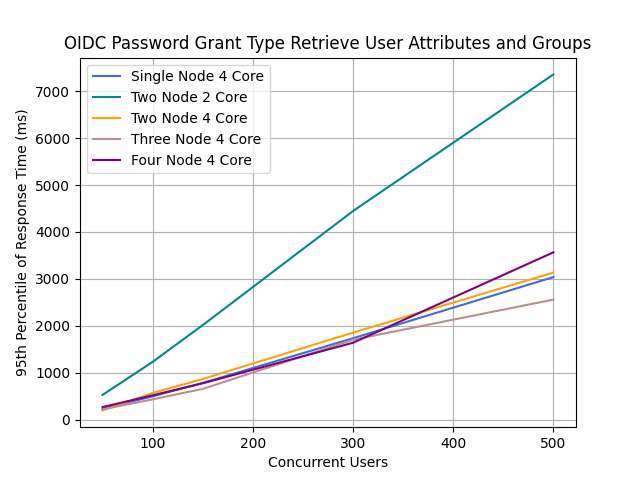 OIDC Password Grant Type Retrieve User Attributes and Groups
Single Node 4 Core
Two Node 2 Core
Two Node 4 Core
Three Node 4 Core
Four Node 4 Core
95th Percentile of Response Time (ms)
7000
6000
5000
4000
3000
2000
1000
0
100
200
300
400
500
Concurrent Users